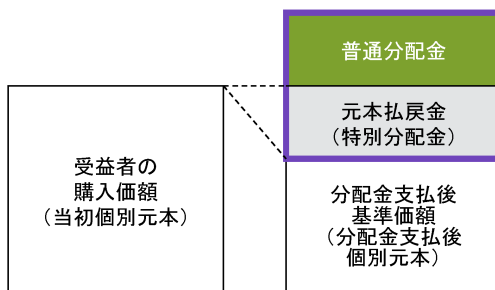 普通分配金
元本払戻金
（特別分配金）
受益者の
購入価額
（当初個別元本）
分配金支払後
基準価額
（分配金支払後
個別元本）